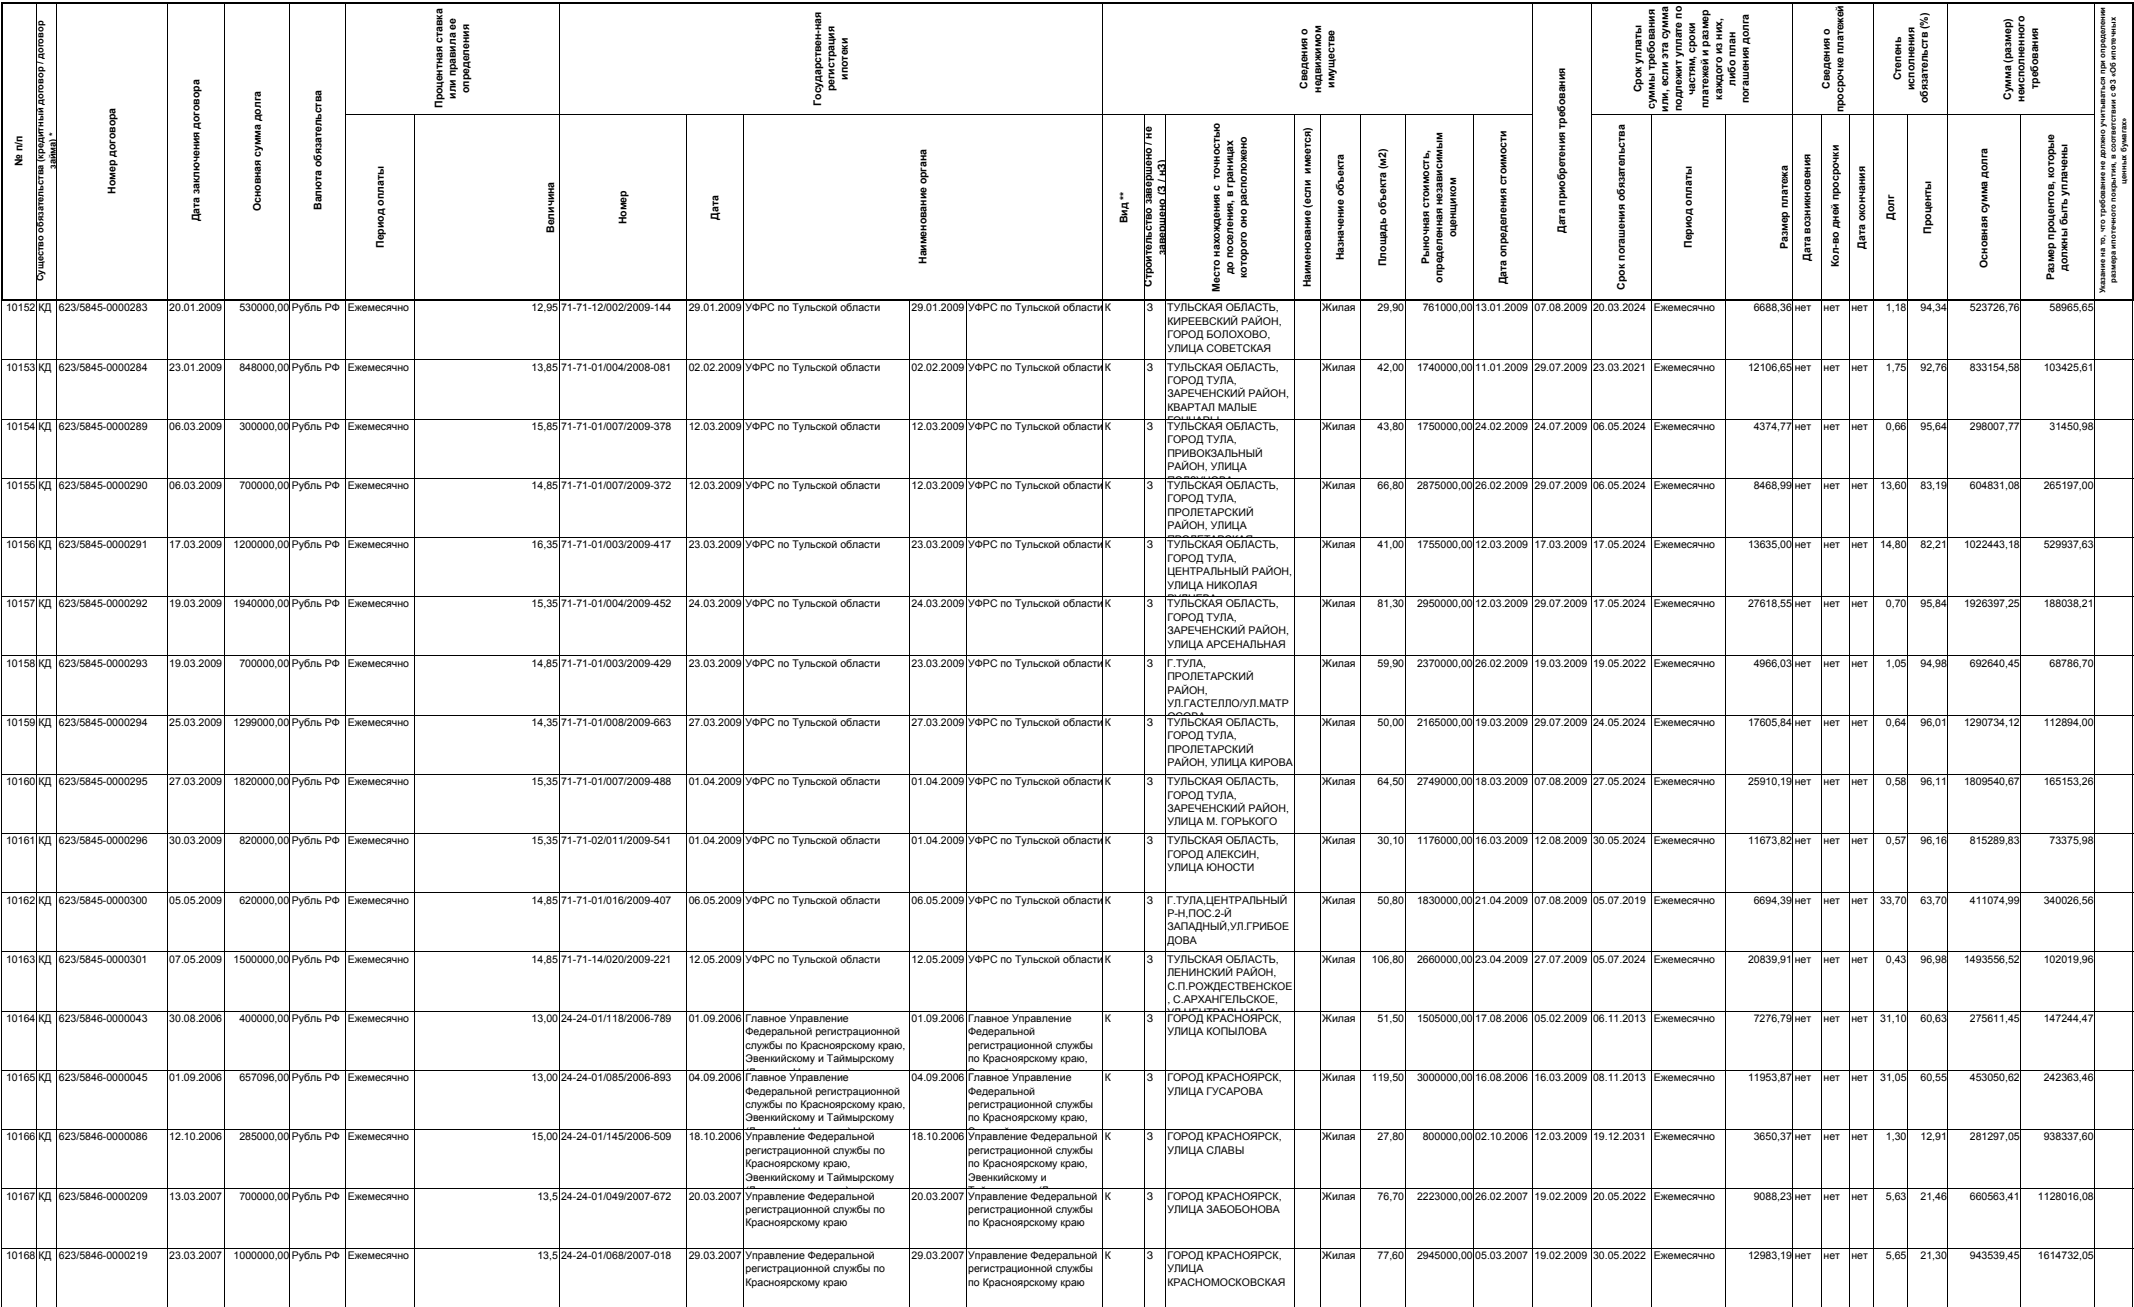 № п/п
Существо обязательства (кредитный договор / договор займа) *
Номер договора
Дата заключения договора
Основная сумма долга
Валюта обязательства
Процентная ставка или правила ее определения
Период оплаты
Величина
Государствен-ная регистрация ипотеки
Номер
Дата
Наименование органа
Сведения о недвижимом имуществе
Вид **
Строительство завершено / не завершено (З / нЗ)
Место нахождения с точностью до поселения, в границах которого оно расположено
Наименование (если имеется)
Назначение объекта
Площадь объекта (м2)
Рыночная стоимость, определенная независимым оценщиком
Дата определения стоимости
Дата приобретения требования
Срок уплаты суммы требования или, если эта сумма подлежит уплате по частям, сроки платежей и размер каждого из них, либо план погашения долга
Срок погашения обязательства
Период оплаты
Размер платежа
Сведения о просрочке платежей
Дата возникновения
Кол-во дней просрочки
Дата окончания
Степень исполнения обязательств (%)
Долг
Проценты
Сумма (размер) неисполненного требования
Основная сумма долга
Размер процентов, которые должны быть уплачены
Указание на то, что требование не должно учитываться при определении размера ипотечного покрытия, в соответствии с ФЗ «Об ипотечных ценных бумагах»
10152 КД 623/5845-0000283 20.01.2009 530000,00 Рубль РФ Ежемесячно 12,95 71-71-12/002/2009-144 29.01.2009 УФРС по Тульской области 29.01.2009 УФРС по Тульской области К З ТУЛЬСКАЯ ОБЛАСТЬ, КИРЕЕВСКИЙ РАЙОН, ГОРОД БОЛОХОВО, УЛИЦА СОВЕТСКАЯ Жилая 29,90 761000,00 13.01.2009 07.08.2009 20.03.2024 Ежемесячно 6688,36 нет нет нет 1,18 94,34 523726,76 58965,65
10153 КД 623/5845-0000284 23.01.2009 848000,00 Рубль РФ Ежемесячно 13,85 71-71-01/004/2008-081 02.02.2009 УФРС по Тульской области 02.02.2009 УФРС по Тульской области К З ТУЛЬСКАЯ ОБЛАСТЬ, ГОРОД ТУЛА, ЗАРЕЧЕНСКИЙ РАЙОН, КВАРТАЛ МАЛЫЕ Жилая 42,00 1740000,00 11.01.2009 29.07.2009 23.03.2021 Ежемесячно 12106,65 нет нет нет 1,75 92,76 833154,58 103425,61
10154 КД 623/5845-0000289 06.03.2009 300000,00 Рубль РФ Ежемесячно 15,85 71-71-01/007/2009-378 12.03.2009 УФРС по Тульской области 12.03.2009 УФРС по Тульской области К З ТУЛЬСКАЯ ОБЛАСТЬ, ГОРОД ТУЛА, ПРИВОКЗАЛЬНЫЙ РАЙОН, УЛИЦА Жилая 43,80 1750000,00 24.02.2009 24.07.2009 06.05.2024 Ежемесячно 4374,77 нет нет нет 0,66 95,64 298007,77 31450,98
10155 КД 623/5845-0000290 06.03.2009 700000,00 Рубль РФ Ежемесячно 14,85 71-71-01/007/2009-372 12.03.2009 УФРС по Тульской области 12.03.2009 УФРС по Тульской области К З ТУЛЬСКАЯ ОБЛАСТЬ, ГОРОД ТУЛА, ПРОЛЕТАРСКИЙ РАЙОН, УЛИЦА Жилая 66,80 2875000,00 26.02.2009 29.07.2009 06.05.2024 Ежемесячно 8468,99 нет нет нет 13,60 83,19 604831,08 265197,00
10156 КД 623/5845-0000291 17.03.2009 1200000,00 Рубль РФ Ежемесячно 16,35 71-71-01/003/2009-417 23.03.2009 УФРС по Тульской области 23.03.2009 УФРС по Тульской области К З ТУЛЬСКАЯ ОБЛАСТЬ, ГОРОД ТУЛА, ЦЕНТРАЛЬНЫЙ РАЙОН, УЛИЦА НИКОЛАЯ Жилая 41,00 1755000,00 12.03.2009 17.03.2009 17.05.2024 Ежемесячно 13635,00 нет нет нет 14,80 82,21 1022443,18 529937,63
10157 КД 623/5845-0000292 19.03.2009 1940000,00 Рубль РФ Ежемесячно 15,35 71-71-01/004/2009-452 24.03.2009 УФРС по Тульской области 24.03.2009 УФРС по Тульской области К З ТУЛЬСКАЯ ОБЛАСТЬ, ГОРОД ТУЛА, ЗАРЕЧЕНСКИЙ РАЙОН, УЛИЦА АРСЕНАЛЬНАЯ Жилая 81,30 2950000,00 12.03.2009 29.07.2009 17.05.2024 Ежемесячно 27618,55 нет нет нет 0,70 95,84 1926397,25 188038,21
10158 КД 623/5845-0000293 19.03.2009 700000,00 Рубль РФ Ежемесячно 14,85 71-71-01/003/2009-429 23.03.2009 УФРС по Тульской области 23.03.2009 УФРС по Тульской области К З Г.ТУЛА, ПРОЛЕТАРСКИЙ РАЙОН, УЛ.ГАСТЕЛЛО/УЛ.МАТР Жилая 59,90 2370000,00 26.02.2009 19.03.2009 19.05.2022 Ежемесячно 4966,03 нет нет нет 1,05 94,98 692640,45 68786,70
10159 КД 623/5845-0000294 25.03.2009 1299000,00 Рубль РФ Ежемесячно 14,35 71-71-01/008/2009-663 27.03.2009 УФРС по Тульской области 27.03.2009 УФРС по Тульской области К З ТУЛЬСКАЯ ОБЛАСТЬ, ГОРОД ТУЛА, ПРОЛЕТАРСКИЙ РАЙОН, УЛИЦА КИРОВА Жилая 50,00 2165000,00 19.03.2009 29.07.2009 24.05.2024 Ежемесячно 17605,84 нет нет нет 0,64 96,01 1290734,12 112894,00
10160 КД 623/5845-0000295 27.03.2009 1820000,00 Рубль РФ Ежемесячно 15,35 71-71-01/007/2009-488 01.04.2009 УФРС по Тульской области 01.04.2009 УФРС по Тульской области К З ТУЛЬСКАЯ ОБЛАСТЬ, ГОРОД ТУЛА, ЗАРЕЧЕНСКИЙ РАЙОН, УЛИЦА М. ГОРЬКОГО Жилая 64,50 2749000,00 18.03.2009 07.08.2009 27.05.2024 Ежемесячно 25910,19 нет нет нет 0,58 96,11 1809540,67 165153,26
10161 КД 623/5845-0000296 30.03.2009 820000,00 Рубль РФ Ежемесячно 15,35 71-71-02/011/2009-541 01.04.2009 УФРС по Тульской области 01.04.2009 УФРС по Тульской области К З ТУЛЬСКАЯ ОБЛАСТЬ, ГОРОД АЛЕКСИН, УЛИЦА ЮНОСТИ Жилая 30,10 1176000,00 16.03.2009 12.08.2009 30.05.2024 Ежемесячно 11673,82 нет нет нет 0,57 96,16 815289,83 73375,98
10162 КД 623/5845-0000300 05.05.2009 620000,00 Рубль РФ Ежемесячно 14,85 71-71-01/016/2009-407 06.05.2009 УФРС по Тульской области 06.05.2009 УФРС по Тульской области К З Г.ТУЛА,ЦЕНТРАЛЬНЫЙ Р-Н,ПОС.2-Й ЗАПАДНЫЙ,УЛ.ГРИБОЕ ДОВА Жилая 50,80 1830000,00 21.04.2009 07.08.2009 05.07.2019 Ежемесячно 6694,39 нет нет нет 33,70 63,70 411074,99 340026,56
10163 КД 623/5845-0000301 07.05.2009 1500000,00 Рубль РФ Ежемесячно 14,85 71-71-14/020/2009-221 12.05.2009 УФРС по Тульской области 12.05.2009 УФРС по Тульской области К З ТУЛЬСКАЯ ОБЛАСТЬ, ЛЕНИНСКИЙ РАЙОН, С.П.РОЖДЕСТВЕНСКОЕ , С.АРХАНГЕЛЬСКОЕ, Жилая 106,80 2660000,00 23.04.2009 27.07.2009 05.07.2024 Ежемесячно 20839,91 нет нет нет 0,43 96,98 1493556,52 102019,96
10164 КД 623/5846-0000043 30.08.2006 400000,00 Рубль РФ Ежемесячно 13,00 24-24-01/118/2006-789 01.09.2006 Главное Управление Федеральной регистрационной службы по Красноярскому краю, Эвенкийскому и Таймырскому 01.09.2006 Главное Управление Федеральной регистрационной службы по Красноярскому краю, К З ГОРОД КРАСНОЯРСК, УЛИЦА КОПЫЛОВА Жилая 51,50 1505000,00 17.08.2006 05.02.2009 06.11.2013 Ежемесячно 7276,79 нет нет нет 31,10 60,63 275611,45 147244,47
10165 КД 623/5846-0000045 01.09.2006 657096,00 Рубль РФ Ежемесячно 13,00 24-24-01/085/2006-893 04.09.2006 Главное Управление Федеральной регистрационной службы по Красноярскому краю, Эвенкийскому и Таймырскому 04.09.2006 Главное Управление Федеральной регистрационной службы по Красноярскому краю, К З ГОРОД КРАСНОЯРСК, УЛИЦА ГУСАРОВА Жилая 119,50 3000000,00 16.08.2006 16.03.2009 08.11.2013 Ежемесячно 11953,87 нет нет нет 31,05 60,55 453050,62 242363,46
10166 КД 623/5846-0000086 12.10.2006 285000,00 Рубль РФ Ежемесячно 15,00 24-24-01/145/2006-509 18.10.2006 Управление Федеральной регистрационной службы по Красноярскому краю, Эвенкийскому и Таймырскому 18.10.2006 Управление Федеральной регистрационной службы по Красноярскому краю, Эвенкийскому и К З ГОРОД КРАСНОЯРСК, УЛИЦА СЛАВЫ Жилая 27,80 800000,00 02.10.2006 12.03.2009 19.12.2031 Ежемесячно 3650,37 нет нет нет 1,30 12,91 281297,05 938337,60
10167 КД 623/5846-0000209 13.03.2007 700000,00 Рубль РФ Ежемесячно 13,5 24-24-01/049/2007-672 20.03.2007 Управление Федеральной регистрационной службы по Красноярскому краю 20.03.2007 Управление Федеральной регистрационной службы по Красноярскому краю К З ГОРОД КРАСНОЯРСК, УЛИЦА ЗАБОБОНОВА Жилая 76,70 2223000,00 26.02.2007 19.02.2009 20.05.2022 Ежемесячно 9088,23 нет нет нет 5,63 21,46 660563,41 1128016,08
10168 КД 623/5846-0000219 23.03.2007 1000000,00 Рубль РФ Ежемесячно 13,5 24-24-01/068/2007-018 29.03.2007 Управление Федеральной регистрационной службы по Красноярскому краю 29.03.2007 Управление Федеральной регистрационной службы по Красноярскому краю К З ГОРОД КРАСНОЯРСК, УЛИЦА КРАСНОМОСКОВСКАЯ Жилая 77,60 2945000,00 05.03.2007 19.02.2009 30.05.2022 Ежемесячно 12983,19 нет нет нет 5,65 21,30 943539,45 1614732,05